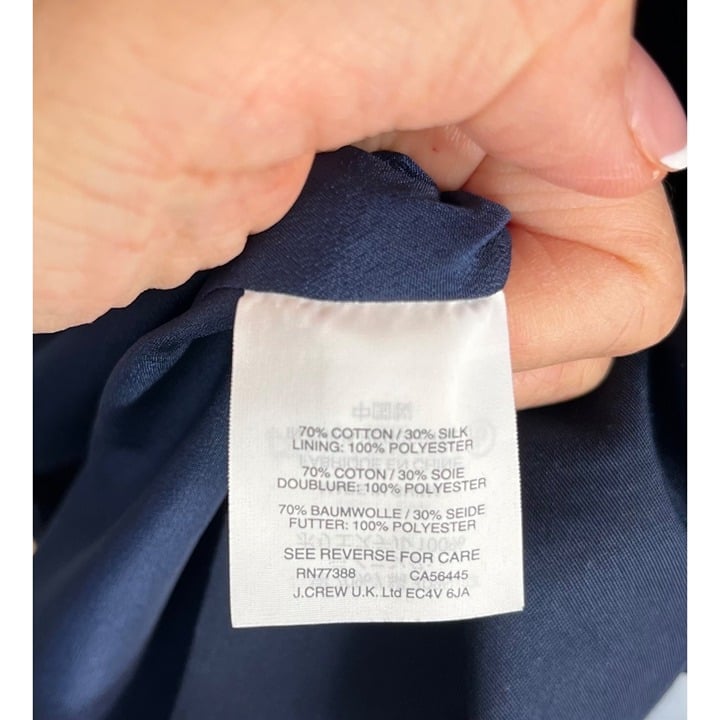 70% COTTON / 30% SILK
LINING: 100% POLYESTER
70% COTON / 30% SOIE
DOUBLURE: 100% POLYESTER
70% BAUMWOLLE / 30% SEIDE
FUTTER: 100% POLYESTER
SEE REVERSE FOR CARE
RN77388 CA56445
J.CREW U.K. Ltd EC4V 6JA